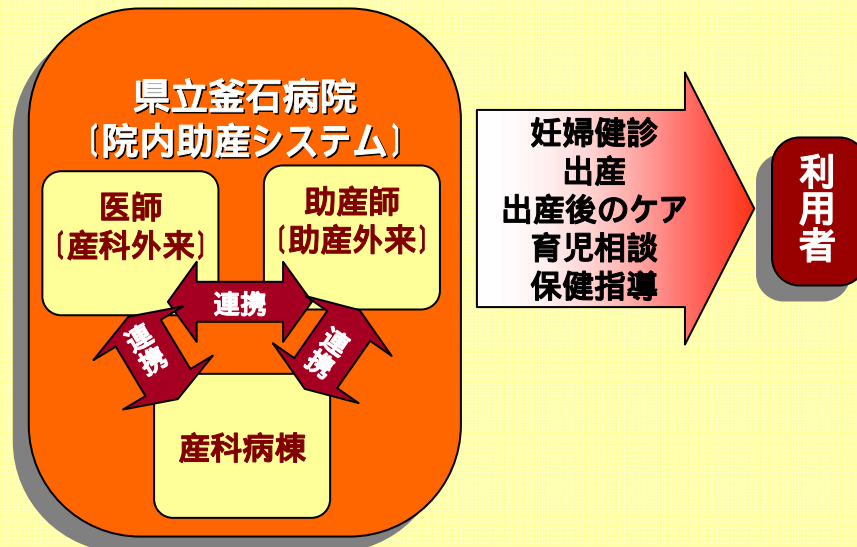 県立釜石病院
〔院内助産システム〕
医師
〔産科外来〕
助産師
〔助産外来〕
連携
連携
連携
産科病棟
妊婦健診
出産
出産後のケア
育児相談
保健指導
利用者